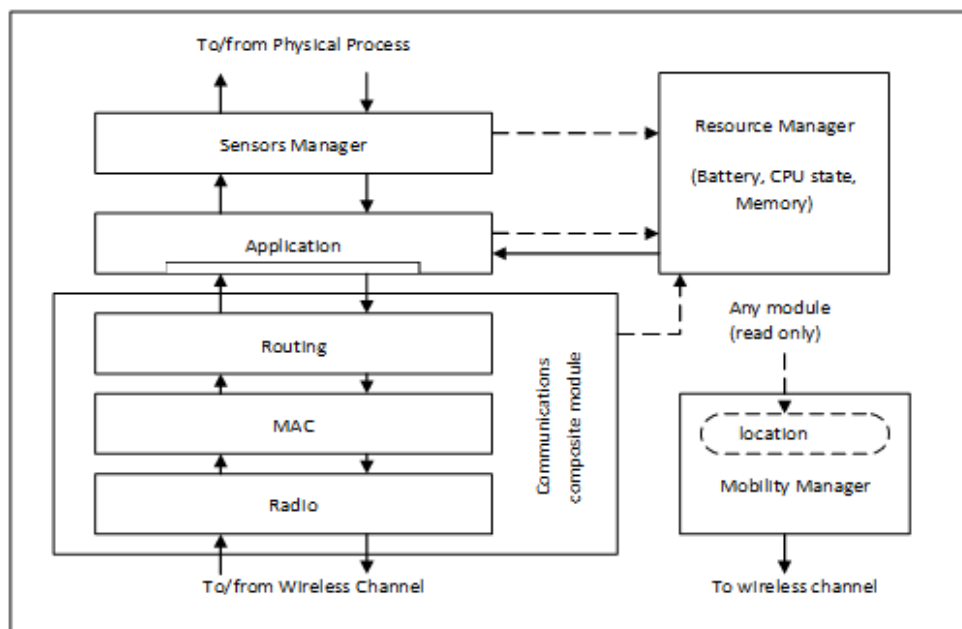 To/from Physical Process
Sensors Manager
Resource Manager
(Battery, CPU state,
Memory)
Application
Any module
(read only)
Routing
MAC
Radio
Communications
composite module
location
Mobility Manager
To/from Wireless Channel
To wireless channel